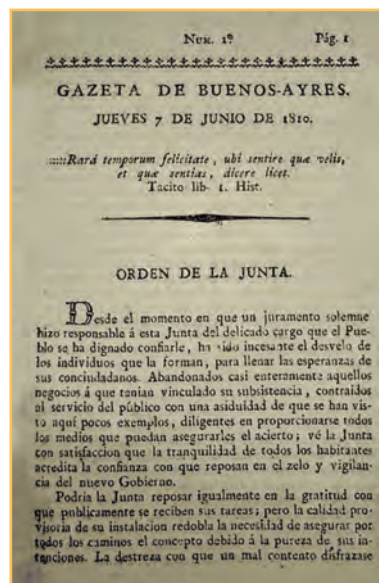 Num. 1º Pág. 1
GAZETA DE BUENOS-AYRES.
JUEVES 7 DE JUNIO DE 1810.
:::::Rará temporum felicitate, ubi sentire quæ velis,
et quæ sentias, dicere licet.
Tacito lib- 1. Hist.
ORDEN DE LA JUNTA.
Desde el momento en que un juramento solemne
hizo responsable á esta Junta del delicado cargo que el Pue-
blo se ha dignado confiarle, ha sido incesante el desvelo de
los individuos que la forman, para llenar las esperanzas de
sus conciudadanos. Abandonados casi enteramente aquellos
negocios á que tenian vinculado su subsistencia, contraidos
al servicio del público con una asiduidad de que se han vis-
to aquí pocos exemplos, diligentes en proporcionarse todos
los medios que puedan asegurarles el acierto; vé la Junta
con satisfaccion que la tranquilidad de todos los habitantes
acredita la confianza con que reposan en el zelo y vigilan-
cia del nuevo Gobierno.
Podria la Junta reposar igualmente en la gratitud con
que publicamente se reciben sus tareas; pero la calidad pro-
visoria de su instalacion redobla la necesidad de asegurar por
todos los caminos el concepto debido á la pureza de sus in-
tenciones. La destreza con que un mal contento disfrazase